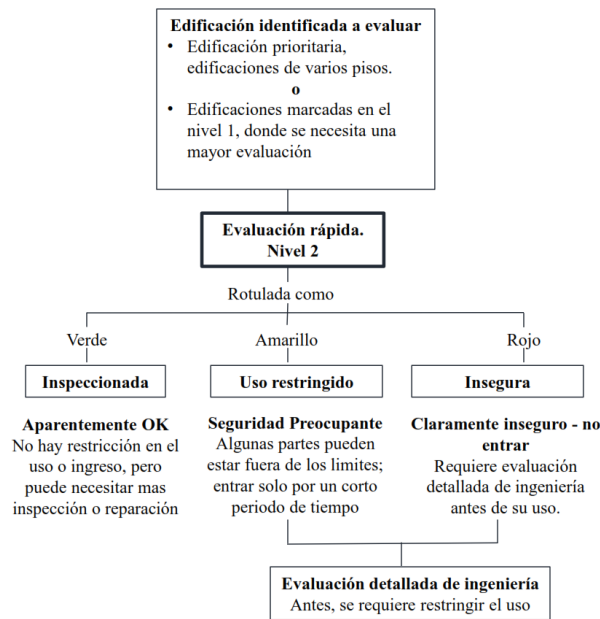 Edificación identificada a evaluar
• Edificación prioritaria,
edificaciones de varios pisos.
o
• Edificaciones marcadas en el
nivel 1, donde se necesita una
mayor evaluación
Evaluación rápida.
Nivel 2
Rotulada como
Verde
Amarillo
Rojo
Inspeccionada
Uso restringido
Insegura
Aparentemente OK
No hay restricción en el
uso o ingreso, pero
puede necesitar mas
inspección o reparación
Seguridad Preocupante
Algunas partes pueden
estar fuera de los limites;
entrar solo por un corto
periodo de tiempo
Claramente inseguro - no
entrar
Requiere evaluación
detallada de ingeniería
antes de su uso.
Evaluación detallada de ingeniería
Antes, se requiere restringir el uso